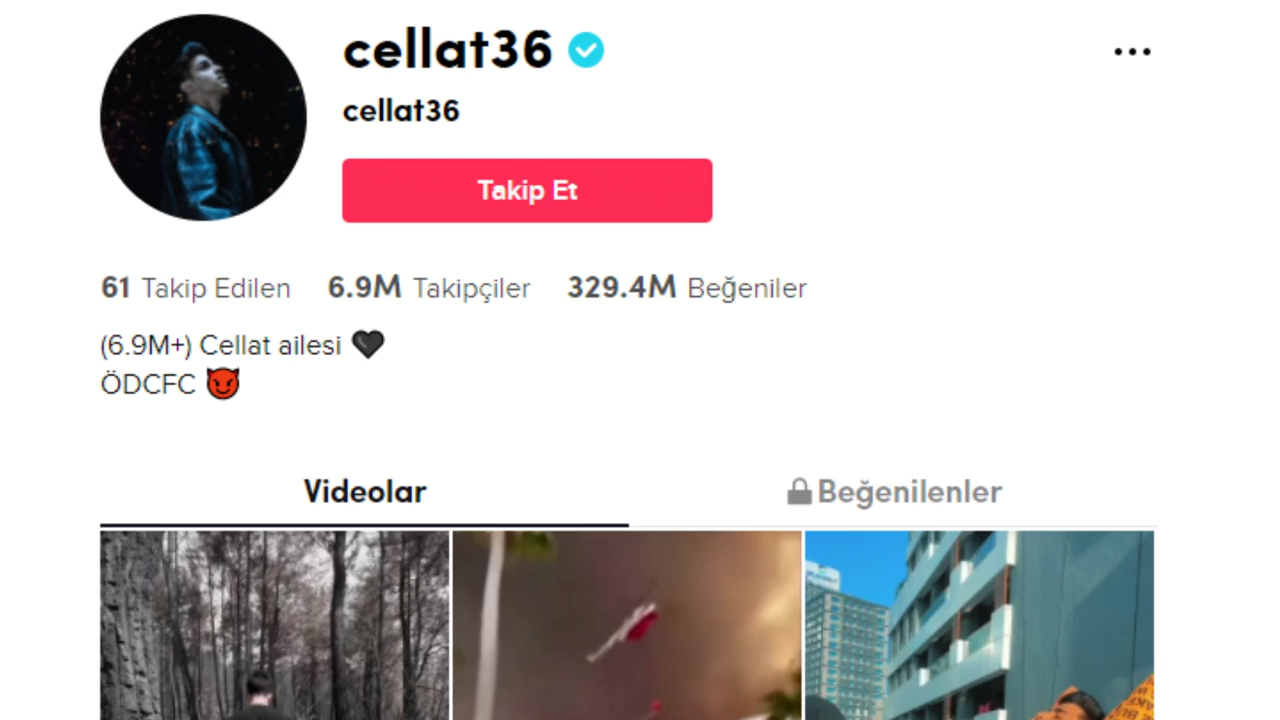 cellat36
cellat36
Takip Et
61 Takip Edilen 6.9M Takipçiler 329.4M Beğeniler
(6.9M+) Cellat ailesi 🖤
ÖDCFC 😈
Videolar Beğenilenler